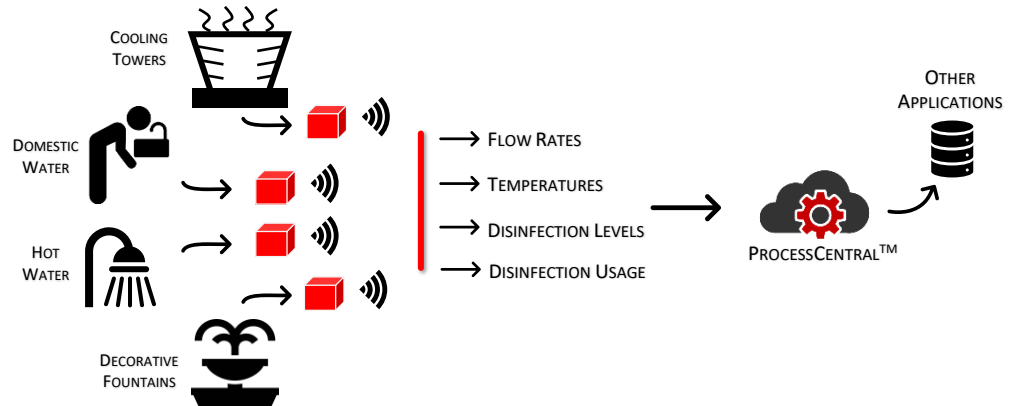 COOLING
TOWERS
DOMESTIC
WATER
HOT
WATER
DECORATIVE
FOUNTAINS
FLOW RATES
TEMPERATURES
DISINFECTION LEVELS
DISINFECTION USAGE
PROCESSCENTRAL™
OTHER
APPLICATIONS